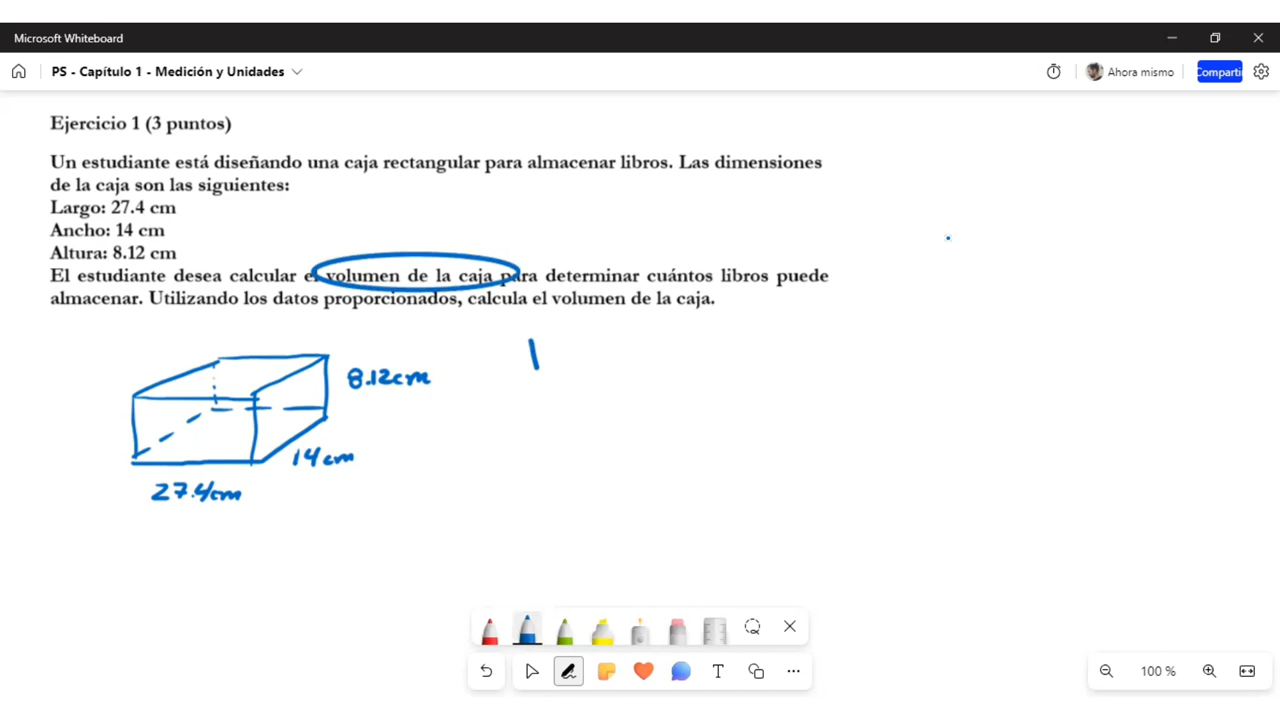 Microsoft Whiteboard
PS - Capítulo 1 - Medición y Unidades
Ahora mismo
Comparti
Ejercicio 1 (3 puntos)
Un estudiante está diseñando una caja rectangular para almacenar libros. Las dimensiones
de la caja son las siguientes:
Largo: 27.4 cm
Ancho: 14 cm
Altura: 8.12 cm
El estudiante desea calcular el volumen de la caja para determinar cuántos libros puede
almacenar. Utilizando los datos proporcionados, calcula el volumen de la caja.
8.12cm
14cm
27.4cm
100 %